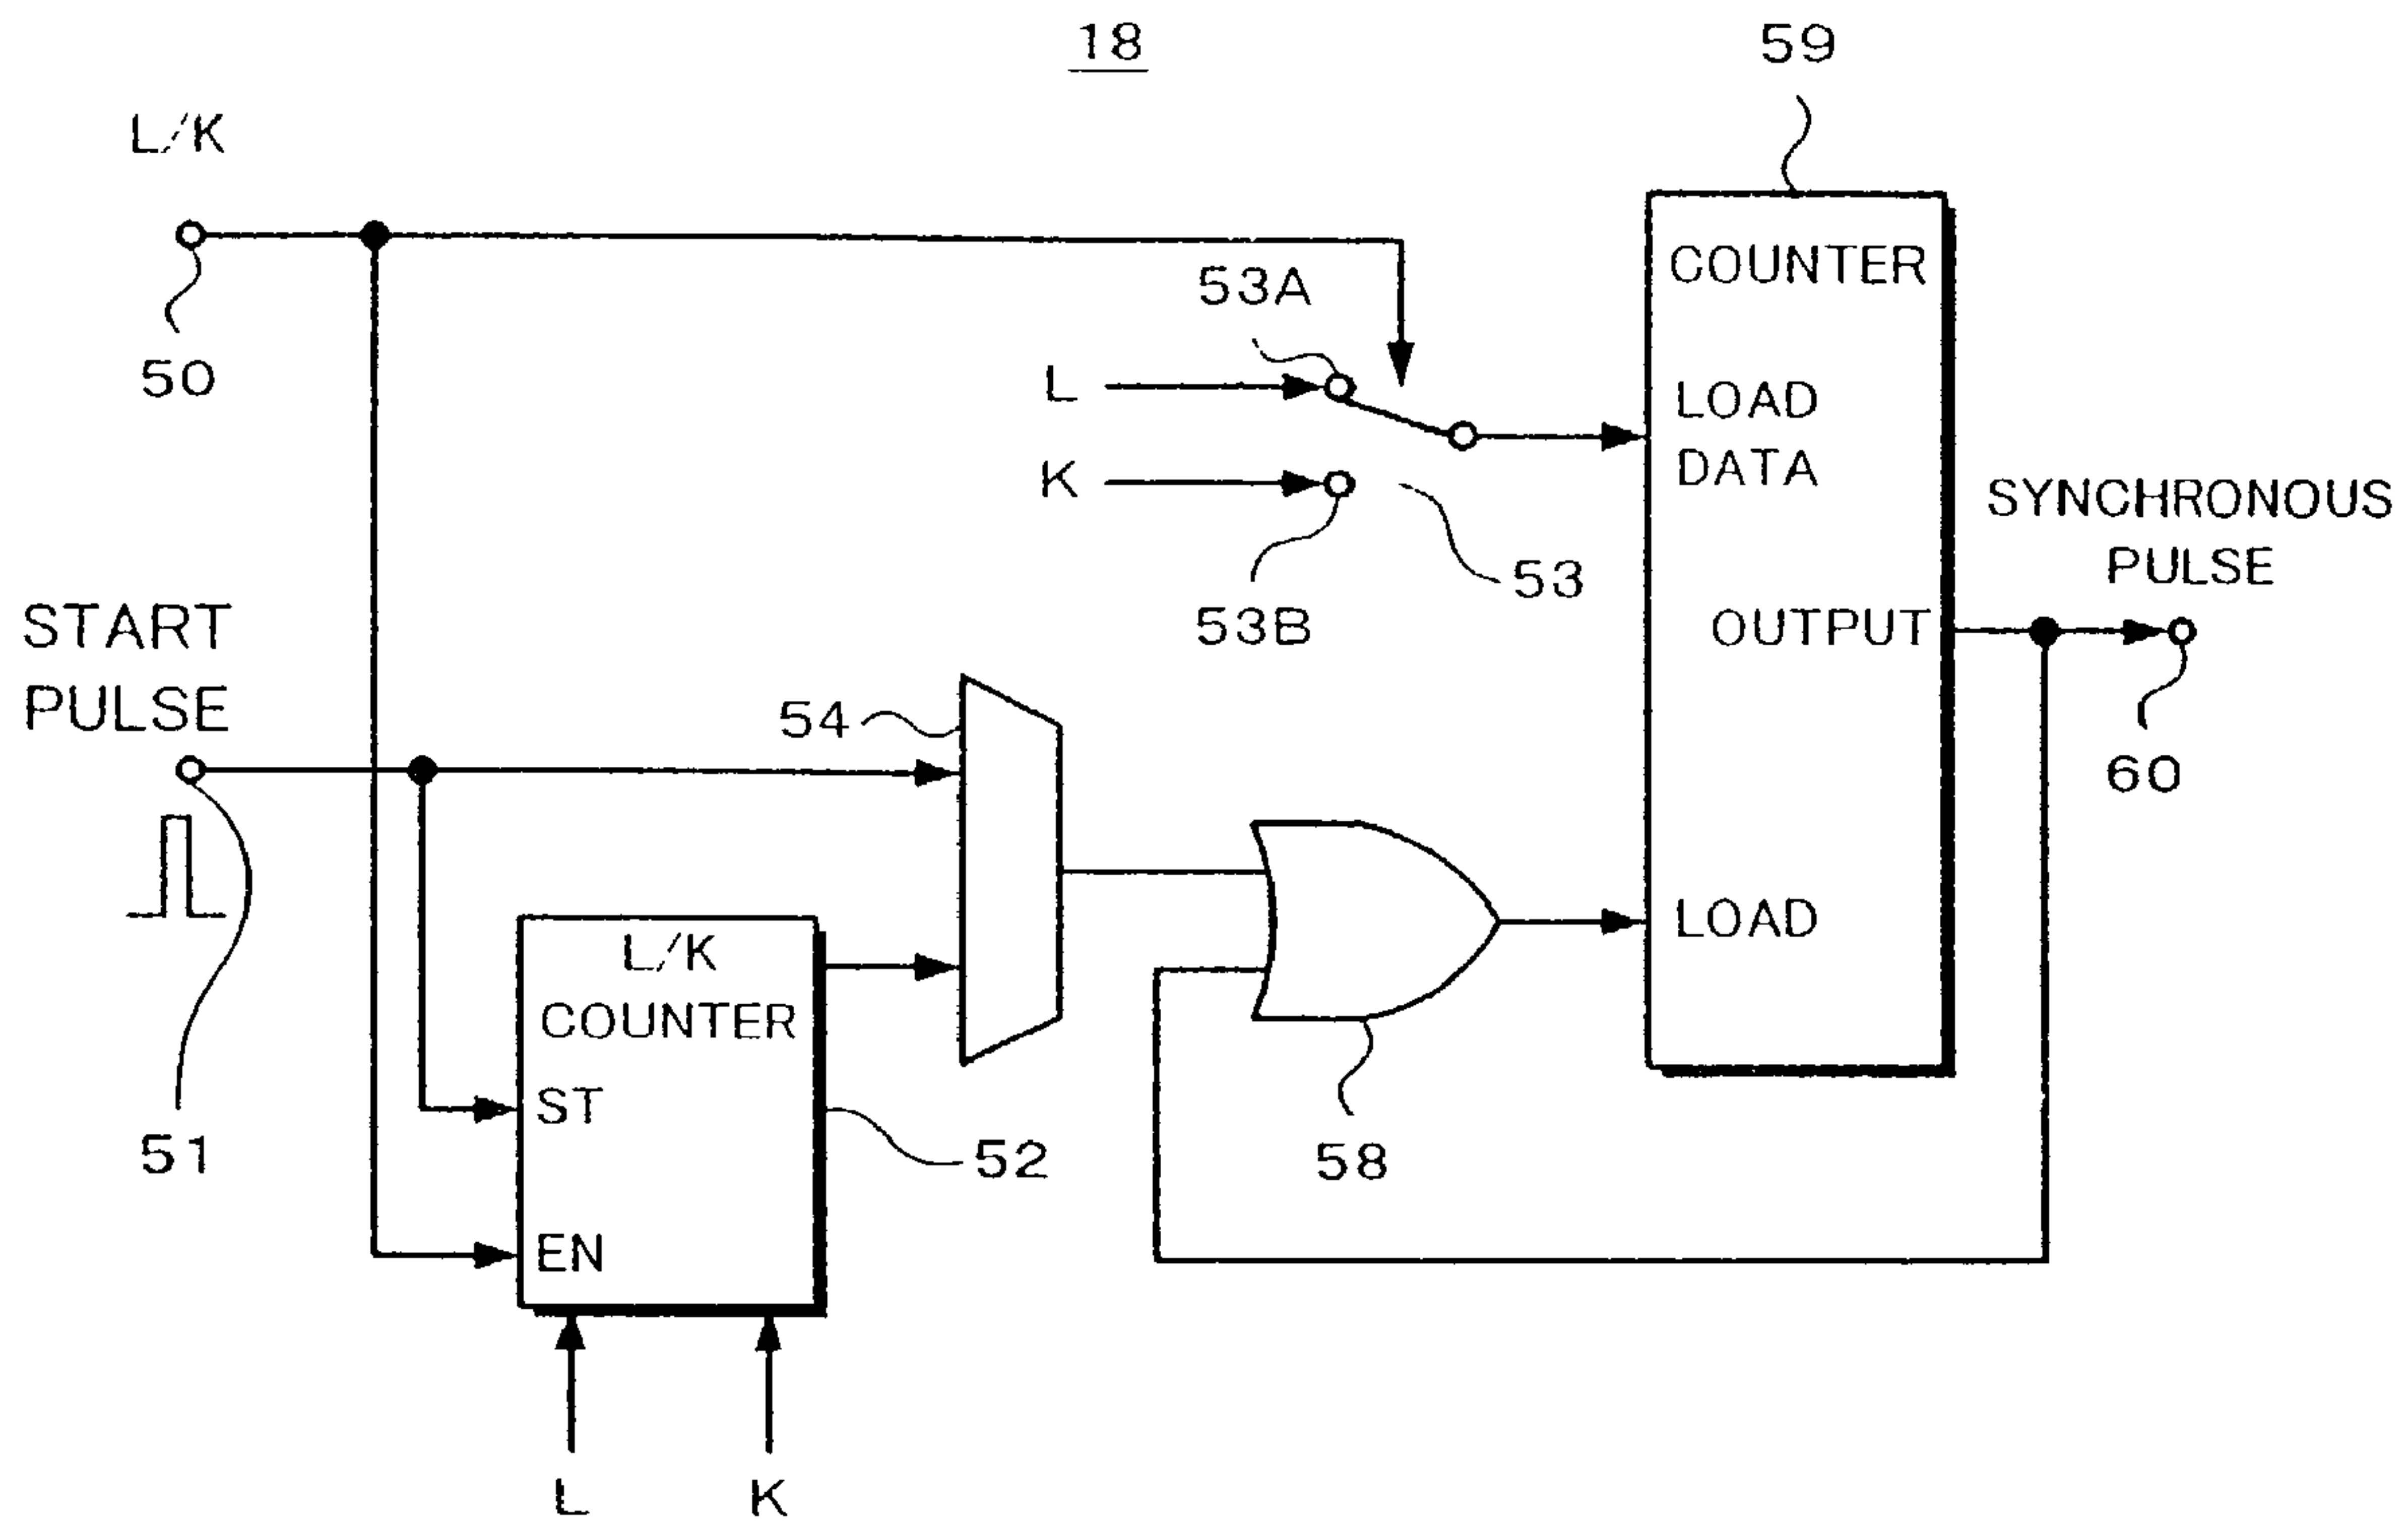 18
59
L/K
50
53A
L
K
53B
53
COUNTER
LOAD
DATA
OUTPUT
LOAD
SYNCHRONOUS
PULSE
60
START
PULSE
51
54
L/K
COUNTER
ST
EN
52
58
L
K